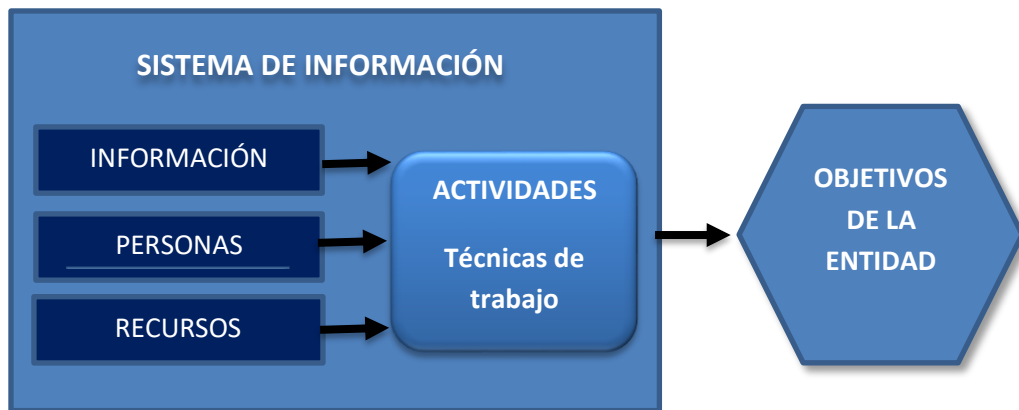 SISTEMA DE INFORMACIÓN
INFORMACIÓN
PERSONAS
RECURSOS
ACTIVIDADES
Técnicas de
trabajo
OBJETIVOS
DE LA
ENTIDAD